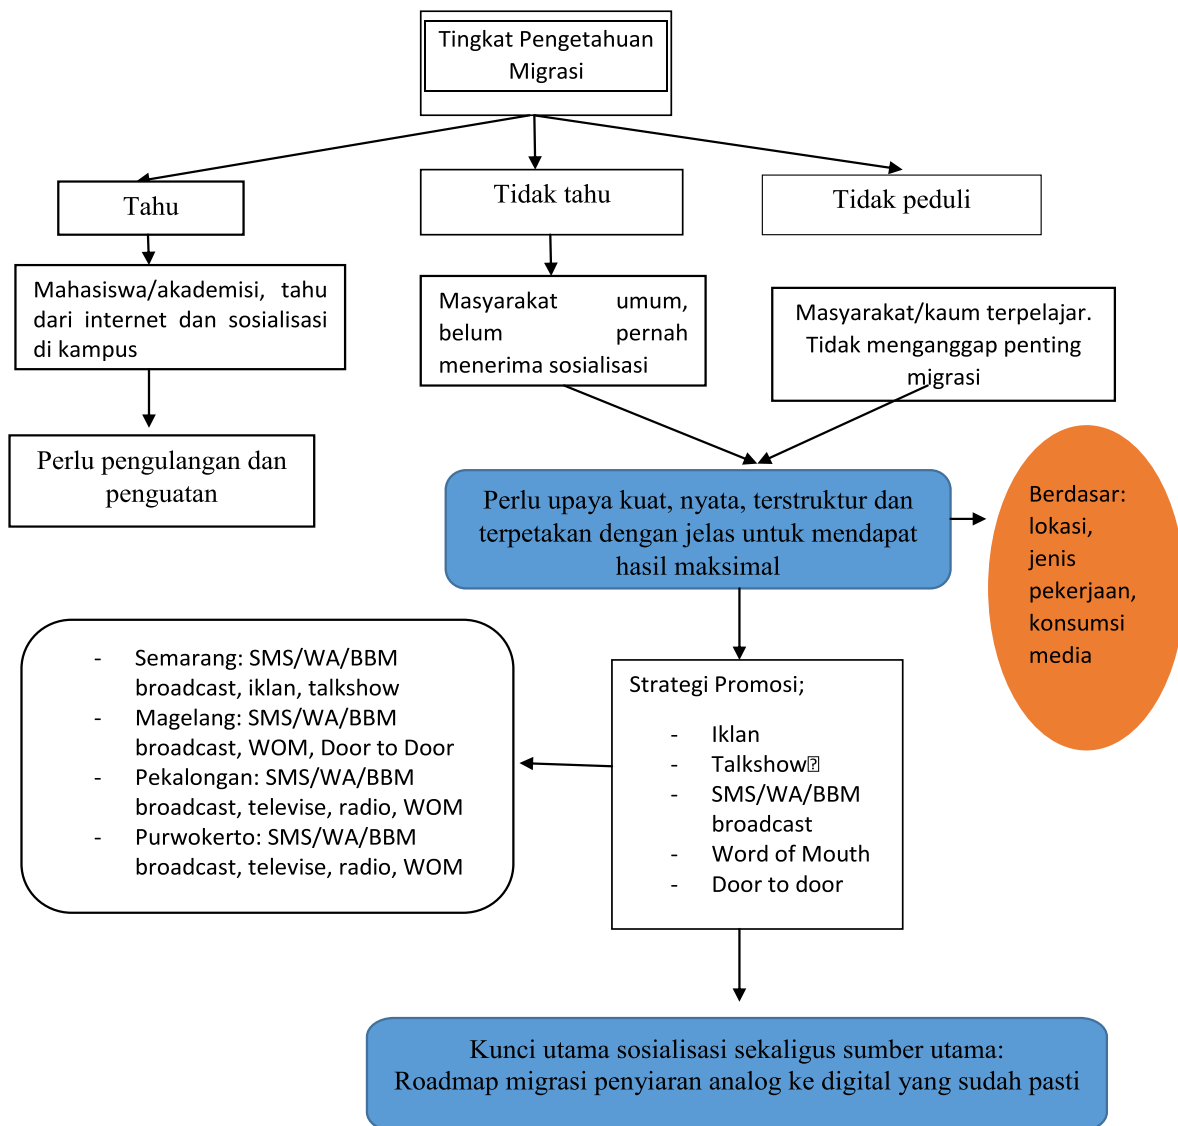 Tingkat Pengetahuan
Migrasi
Tahu
Tidak tahu
Tidak peduli
Mahasiswa/akademisi, tahu
dari internet dan sosialisasi
di kampus
Masyarakat umum,
belum pernah
menerima sosialisasi
Masyarakat/kaum terpelajar.
Tidak menganggap penting
migrasi
Perlu pengulangan dan
penguatan
Perlu upaya kuat, nyata, terstruktur dan
terpetakan dengan jelas untuk mendapat
hasil maksimal
Berdasar:
lokasi,
jenis
pekerjaan,
konsumsi
media
- Semarang: SMS/WA/BBM
broadcast, iklan, talkshow
- Magelang: SMS/WA/BBM
broadcast, WOM, Door to Door
- Pekalongan: SMS/WA/BBM
broadcast, televise, radio, WOM
- Purwokerto: SMS/WA/BBM
broadcast, televise, radio, WOM
Strategi Promosi;
- Iklan
- Talkshow
- SMS/WA/BBM
broadcast
- Word of Mouth
- Door to door
Kunci utama sosialisasi sekaligus sumber utama:
Roadmap migrasi penyiaran analog ke digital yang sudah pasti